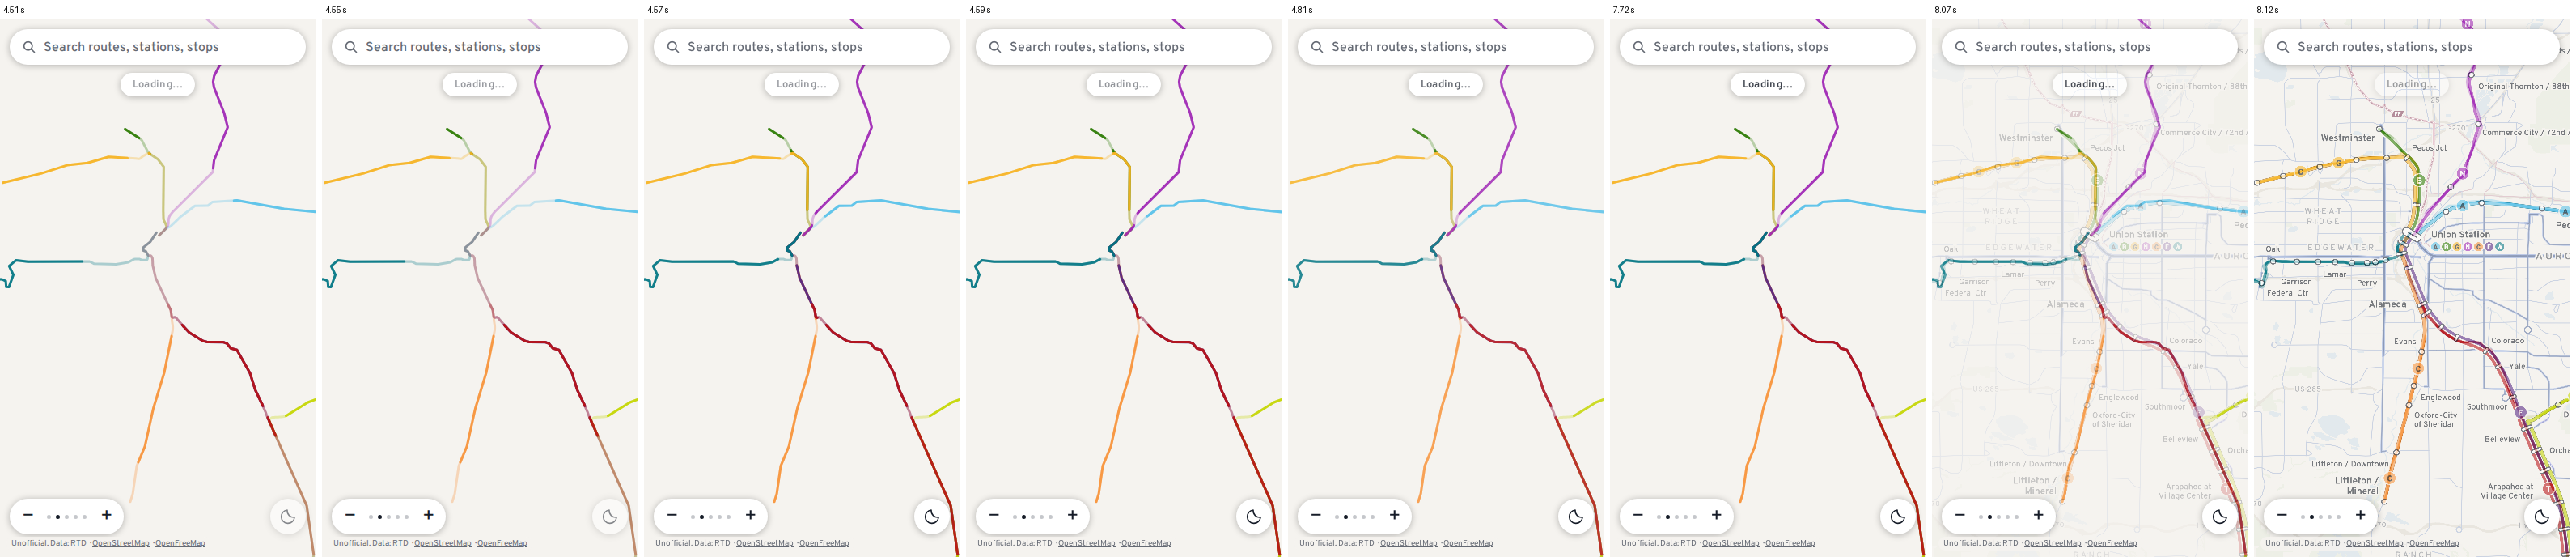 4.51s
Search routes, stations, stops
Loading...
Unofficial. Data: RTD · OpenStreetMap · OpenFreeMap
4.55s
Search routes, stations, stops
Loading...
Unofficial. Data: RTD · OpenStreetMap · OpenFreeMap
4.57s
Search routes, stations, stops
Loading...
Unofficial. Data: RTD · OpenStreetMap · OpenFreeMap
4.59s
Search routes, stations, stops
Loading...
Unofficial. Data: RTD · OpenStreetMap · OpenFreeMap
4.81s
Search routes, stations, stops
Loading...
Unofficial. Data: RTD · OpenStreetMap · OpenFreeMap
7.72s
Search routes, stations, stops
Loading...
Unofficial. Data: RTD · OpenStreetMap · OpenFreeMap
8.07s
Search routes, stations, stops
Loading...
Original Thornton / 88th
Commerce City / 72nd
Westminster
Pecos Jct
WHEAT
RIDGE
Union Station
A B G N C E W
Oak
EDGEWATER
Lamar
Perry
Garrison
Federal Ctr
Alameda
Evans
Colorado
Yale
US-285
Englewood
Southmoor
Oxford-City
of Sheridan
Belleview
Littleton / Downtown
Littleton /
Mineral
Arapahoe at
Village Center
Unofficial. Data: RTD · OpenStreetMap · OpenFreeMap
8.12s
Search routes, stations, stops
Loading...
N
I-25
Original Thornton / 88th
I-270
Commerce City / 72nd
Westminster
Pecos Jct
G
G
B
N
A
A
WHEAT
RIDGE
Union Station
A B G N C E W
Oak
EDGEWATER
Lamar
Perry
Garrison
Federal Ctr
Alameda
Evans
Colorado
Yale
C
US-285
Englewood
Southmoor
E
Oxford-City
of Sheridan
Belleview
Littleton / Downtown
C
Littleton /
Mineral
Arapahoe at
Village Center
T
Unofficial. Data: RTD · OpenStreetMap · OpenFreeMap